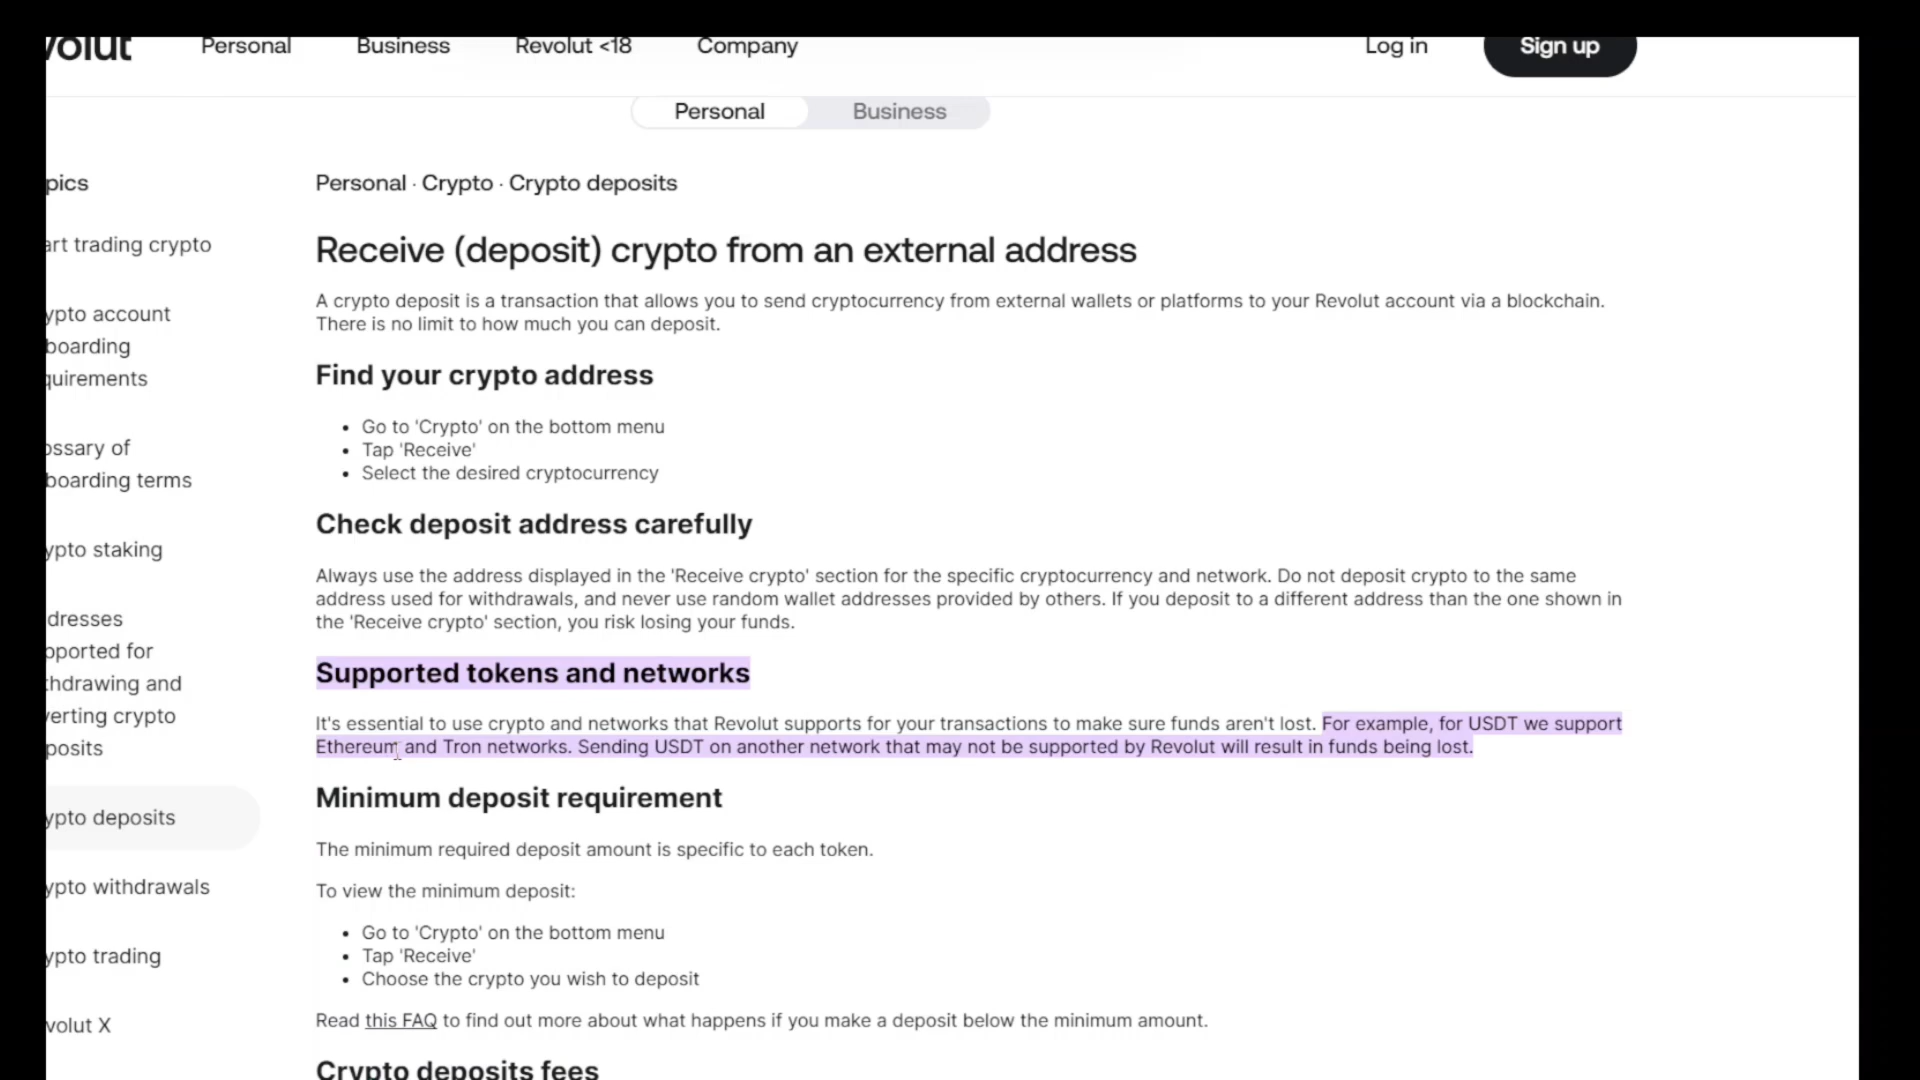 volut
Personal
Business
Revolut <18
Company
Log in
Sign up
Personal
Business
pics
art trading crypto
ypto account
boarding
quirements
ossary of
boarding terms
ypto staking
dresses
pported for
thdrawing and
verting crypto
posits
ypto deposits
ypto withdrawals
ypto trading
volut X
Personal · Crypto · Crypto deposits
Receive (deposit) crypto from an external address
A crypto deposit is a transaction that allows you to send cryptocurrency from external wallets or platforms to your Revolut account via a blockchain.
There is no limit to how much you can deposit.
Find your crypto address
• Go to 'Crypto' on the bottom menu
• Tap 'Receive'
• Select the desired cryptocurrency
Check deposit address carefully
Always use the address displayed in the 'Receive crypto' section for the specific cryptocurrency and network. Do not deposit crypto to the same
address used for withdrawals, and never use random wallet addresses provided by others. If you deposit to a different address than the one shown in
the 'Receive crypto' section, you risk losing your funds.
Supported tokens and networks
It's essential to use crypto and networks that Revolut supports for your transactions to make sure funds aren't lost. For example, for USDT we support
Ethereum and Tron networks. Sending USDT on another network that may not be supported by Revolut will result in funds being lost.
Minimum deposit requirement
The minimum required deposit amount is specific to each token.
To view the minimum deposit:
• Go to 'Crypto' on the bottom menu
• Tap 'Receive'
• Choose the crypto you wish to deposit
Read this FAQ to find out more about what happens if you make a deposit below the minimum amount.
Crypto deposits fees